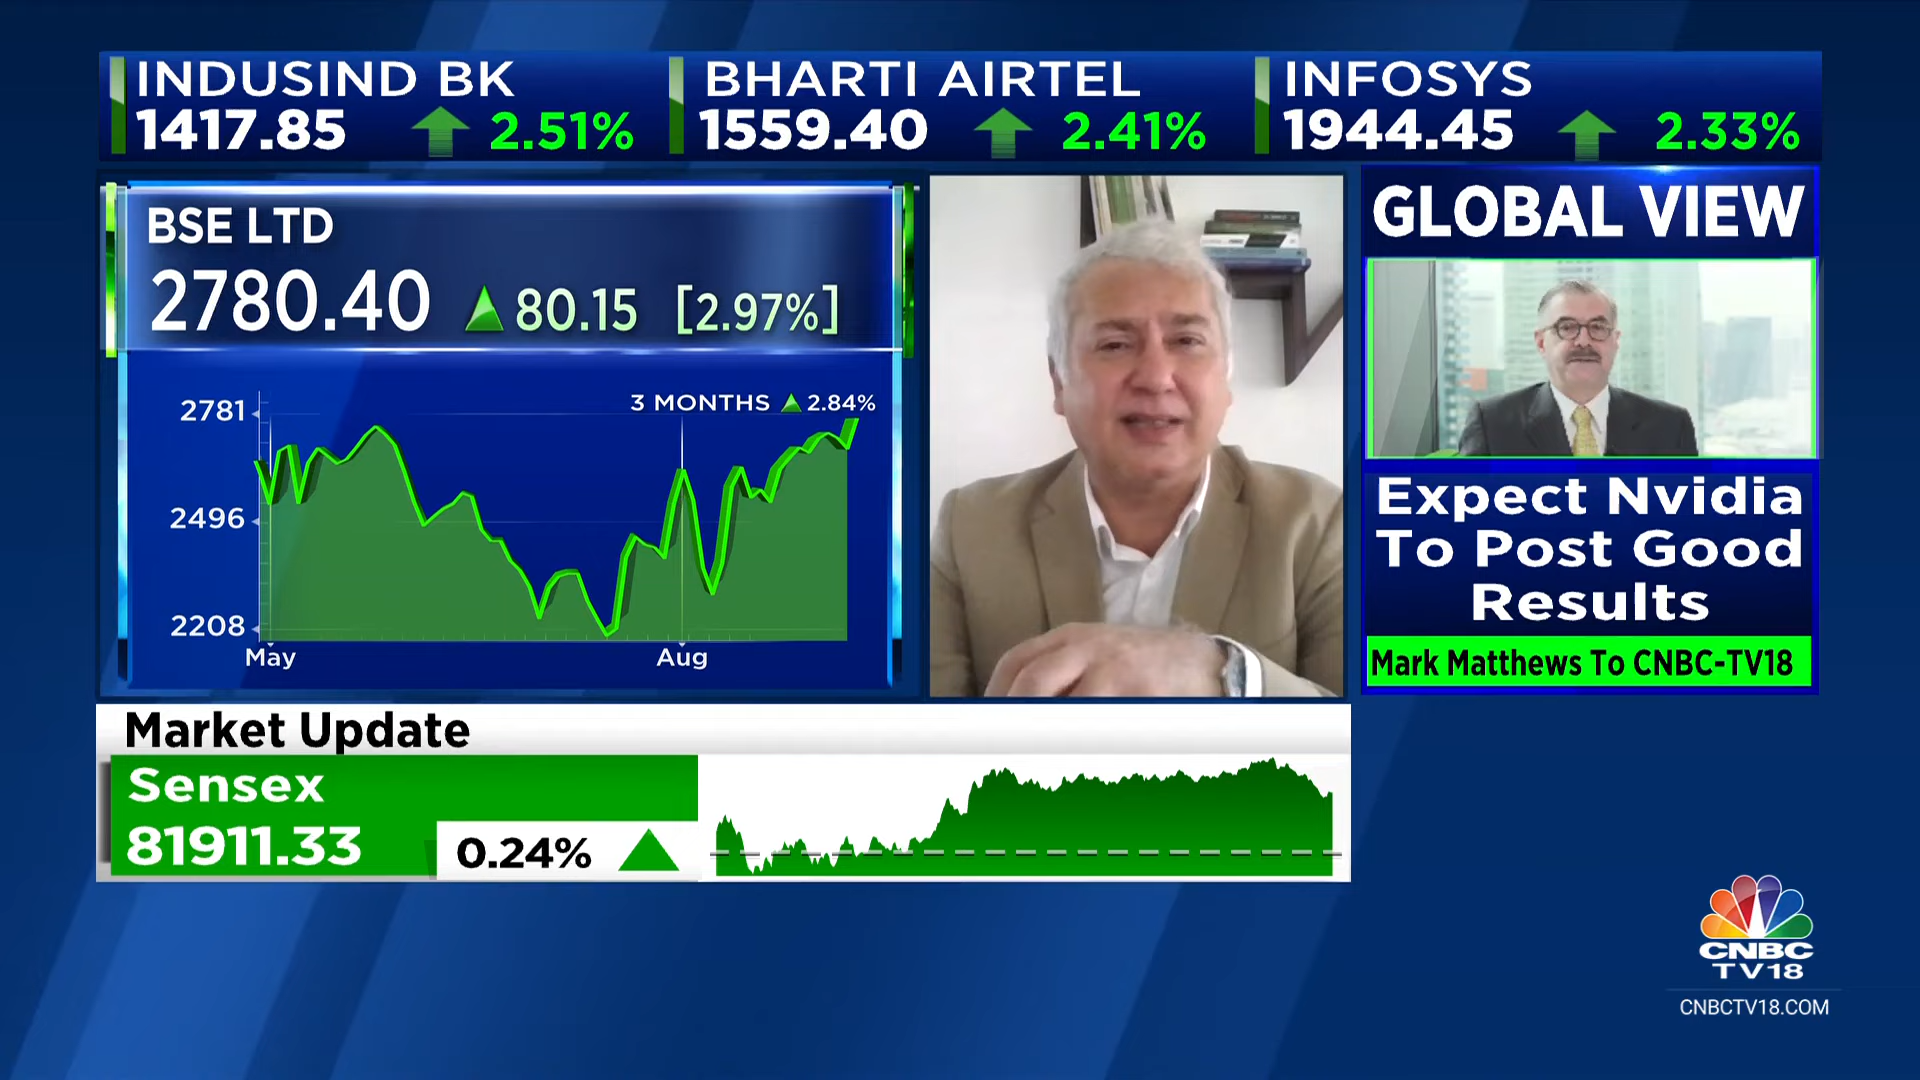 INDUSIND BK
1417.85 2.51%
BHARTI AIRTEL
1559.40 2.41%
INFOSYS
1944.45 2.33%
BSE LTD
2780.40 80.15 [2.97%]
3 MONTHS 2.84%
2781
2496
2208
May Aug
GLOBAL VIEW
Expect Nvidia
To Post Good
Results
Mark Matthews To CNBC-TV18
Market Update
Sensex
81911.33 0.24%
CNBC
TV18
CNBCTV18.COM